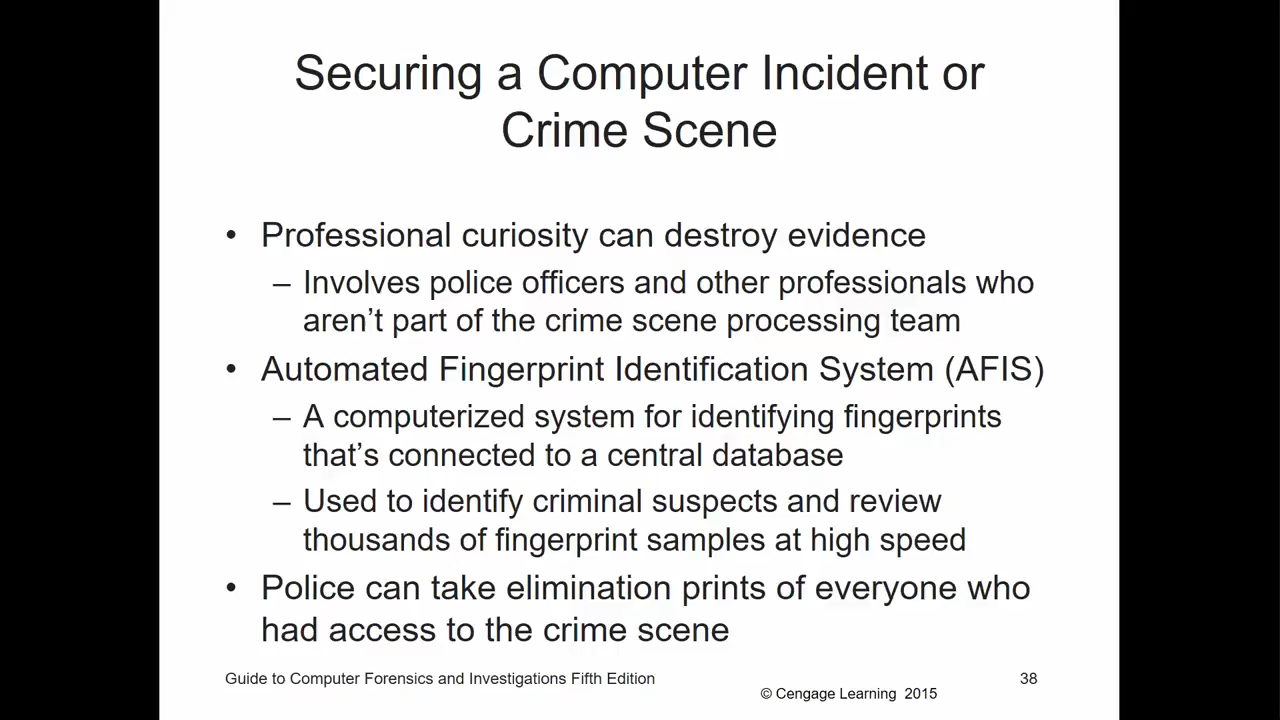 Securing a Computer Incident or
Crime Scene
• Professional curiosity can destroy evidence
– Involves police officers and other professionals who
aren’t part of the crime scene processing team
• Automated Fingerprint Identification System (AFIS)
– A computerized system for identifying fingerprints
that’s connected to a central database
– Used to identify criminal suspects and review
thousands of fingerprint samples at high speed
• Police can take elimination prints of everyone who
had access to the crime scene
Guide to Computer Forensics and Investigations Fifth Edition 38
© Cengage Learning 2015